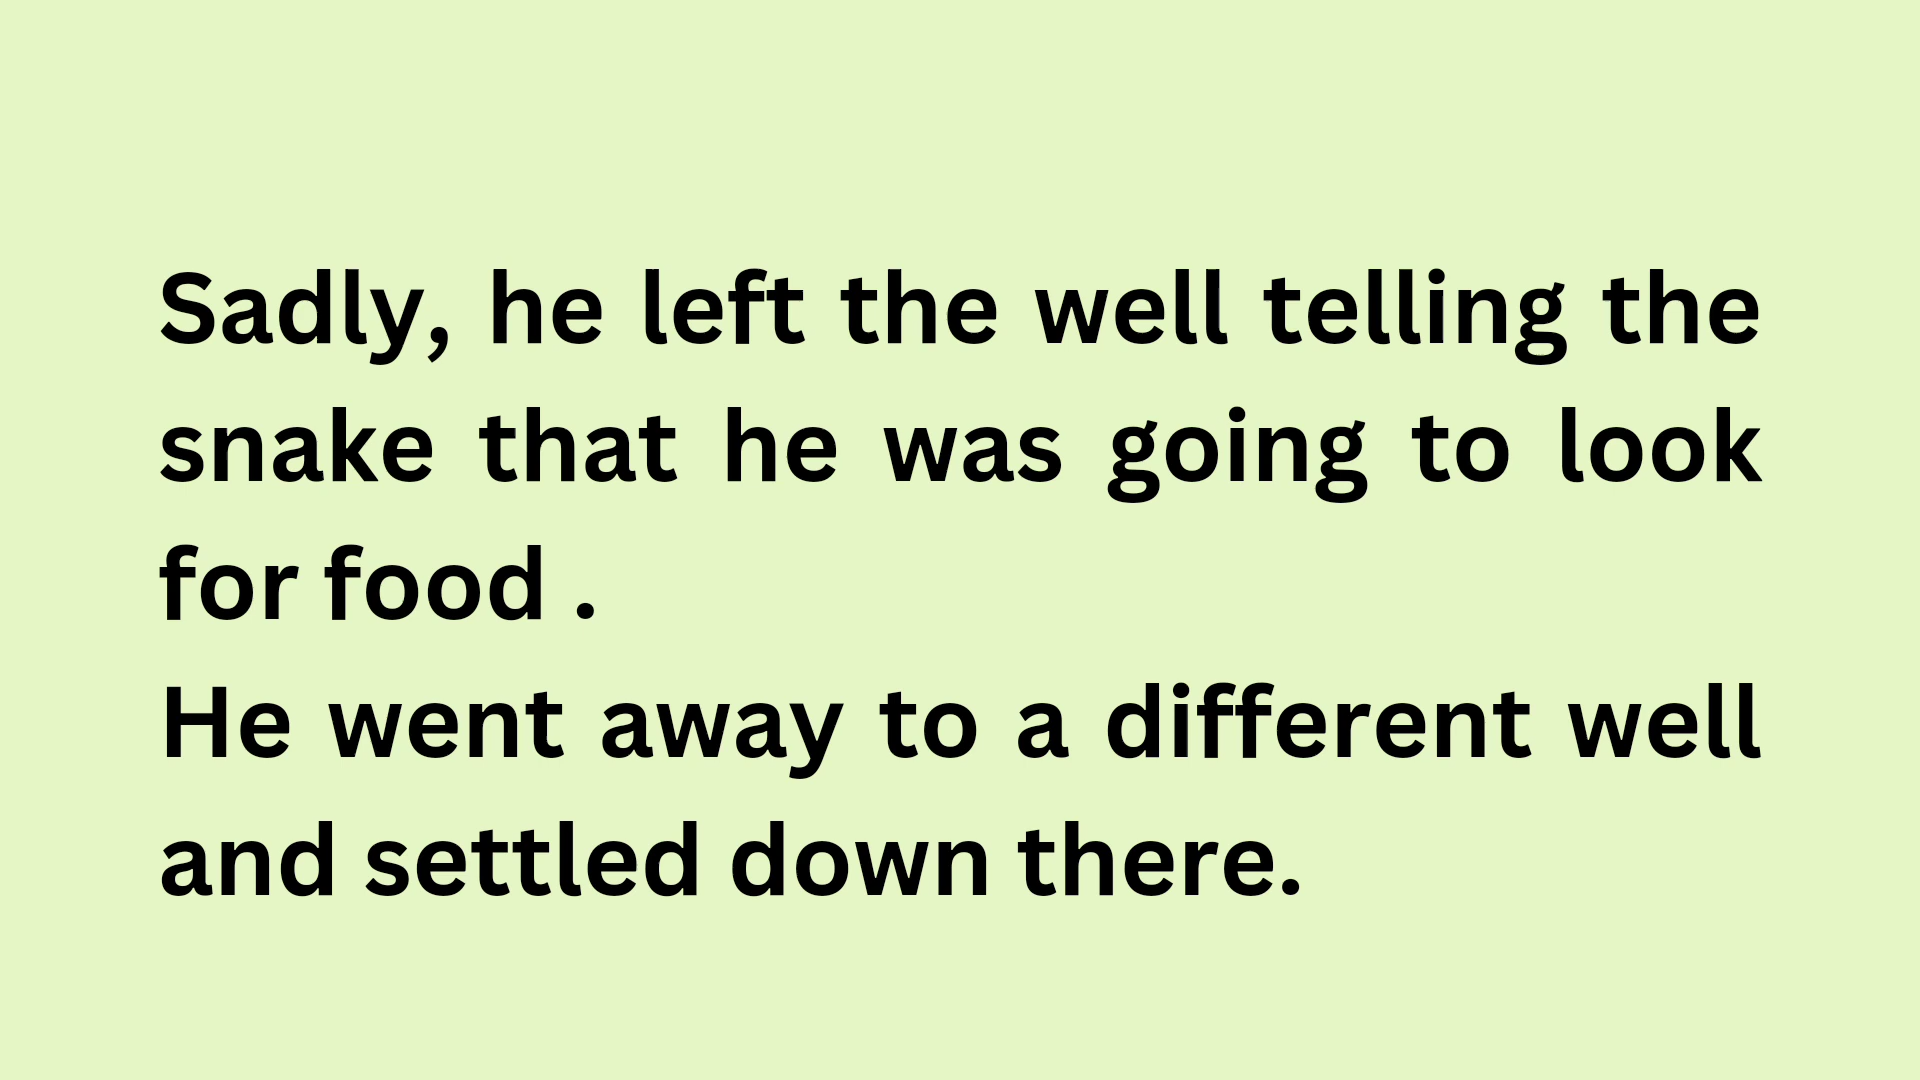 Sadly, he left the well telling the
snake that he was going to look
for food .
He went away to a different well
and settled down there.